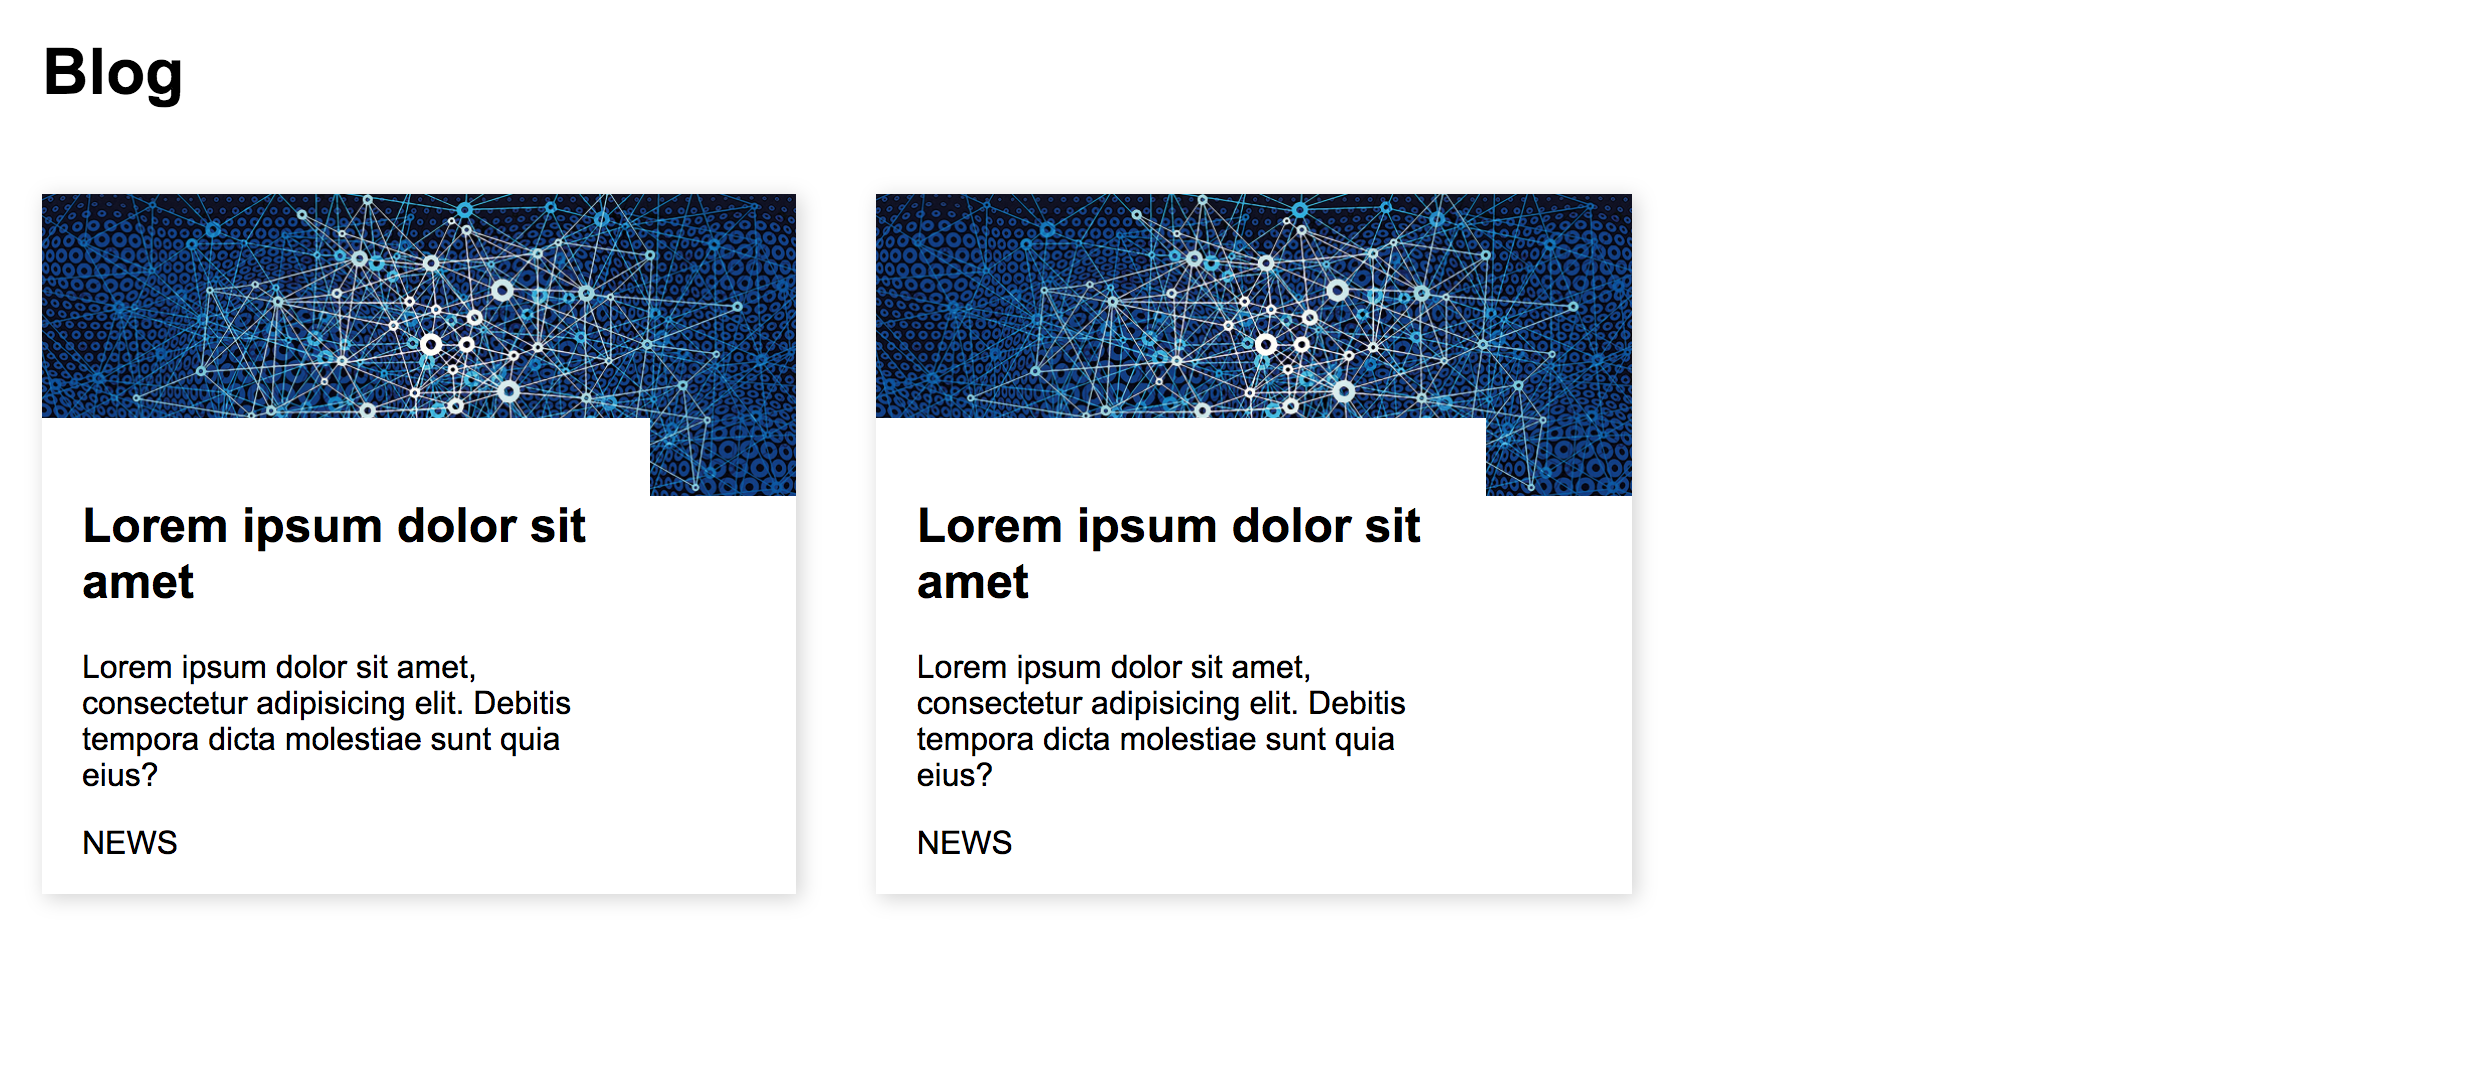 Blog
Lorem ipsum dolor sit
amet
Lorem ipsum dolor sit amet,
consectetur adipisicing elit. Debitis
tempora dicta molestiae sunt quia
eius?
NEWS
Lorem ipsum dolor sit
amet
Lorem ipsum dolor sit amet,
consectetur adipisicing elit. Debitis
tempora dicta molestiae sunt quia
eius?
NEWS